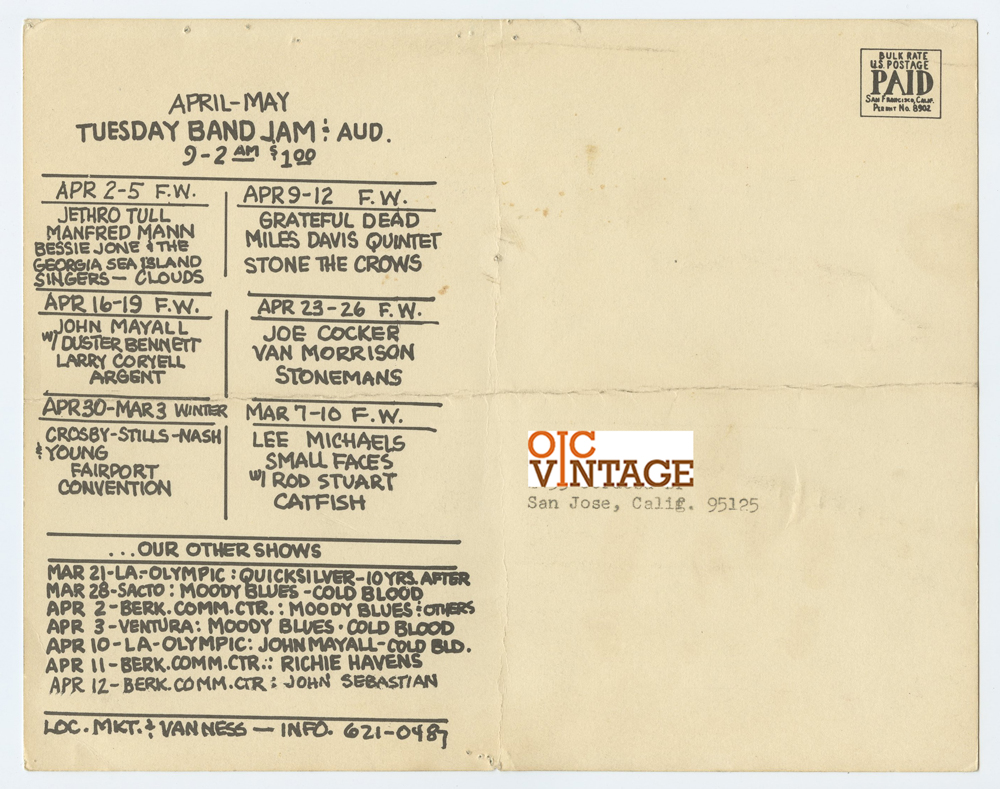 APRIL-MAY
TUESDAY BAND JAM & AUD.
9-2 AM $1.00
APR 2-5 F.W.
JETHRO TULL
MANFRED MANN
BESSIE JONE & THE
GEORGIA SEA ISLAND
SINGERS - CLOUDS
APR 9-12 F.W.
GRATEFUL DEAD
MILES DAVIS QUINTET
STONE THE CROWS
APR 16-19 F.W.
JOHN MAYALL
W/ DUSTER BENNETT
LARRY CORYELL
ARGENT
APR 23-26 F.W.
JOE COCKER
VAN MORRISON
STONEMANS
APR 30-MAR 3 WINTER
CROSBY-STILLS-NASH
& YOUNG
FAIRPORT
CONVENTION
MAR 7-10 F.W.
LEE MICHAELS
SMALL FACES
W/ ROD STUART
CATFISH
...OUR OTHER SHOWS
MAR 21-LA.-OLYMPIC: QUICKSILVER-10 YRS. AFTER
MAR 28-SACTO: MOODY BLUES-COLD BLOOD
APR 2-BERK.COMM.CTR.: MOODY BLUES & OTHERS
APR 3-VENTURA: MOODY BLUES·COLD BLOOD
APR 10-LA-OLYMPIC: JOHN MAYALL-COLD BLD.
APR 11-BERK.COMM.CTR.: RICHIE HAVENS
APR 12-BERK.COMM.CTR: JOHN SEBASTIAN
LOC. MKT. & VAN NESS — INFO. 621-0487
BULK RATE
U.S. POSTAGE
PAID
SAN FRANCISCO, CALIF.
PERMIT NO. 8902
OJC
VINTAGE
San Jose, Calif. 95125